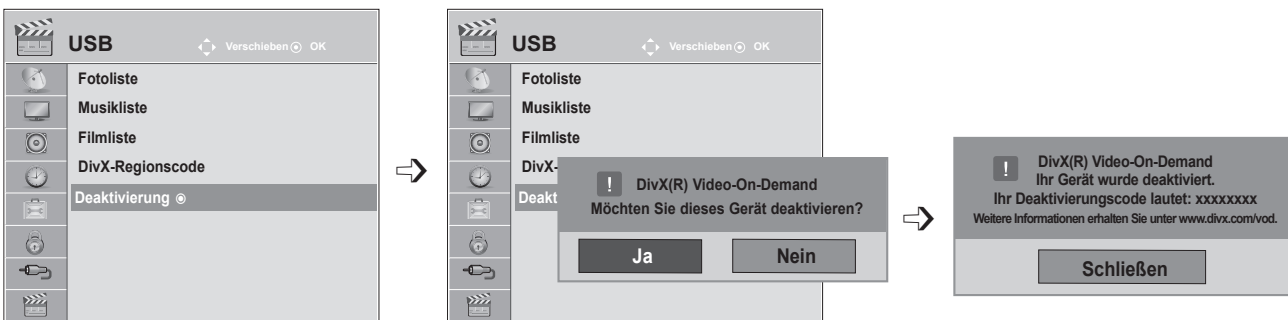 USB Verschieben OK
Fotoliste
Musikliste
Filmliste
DivX-Regionscode
Deaktivierung
USB Verschieben OK
Fotoliste
Musikliste
Filmliste
DivX-
Deakt
! DivX(R) Video-On-Demand
Möchten Sie dieses Gerät deaktivieren?
Ja Nein
! DivX(R) Video-On-Demand
Ihr Gerät wurde deaktiviert.
Ihr Deaktivierungscode lautet: xxxxxxxx
Weitere Informationen erhalten Sie unter www.divx.com/vod.
Schließen